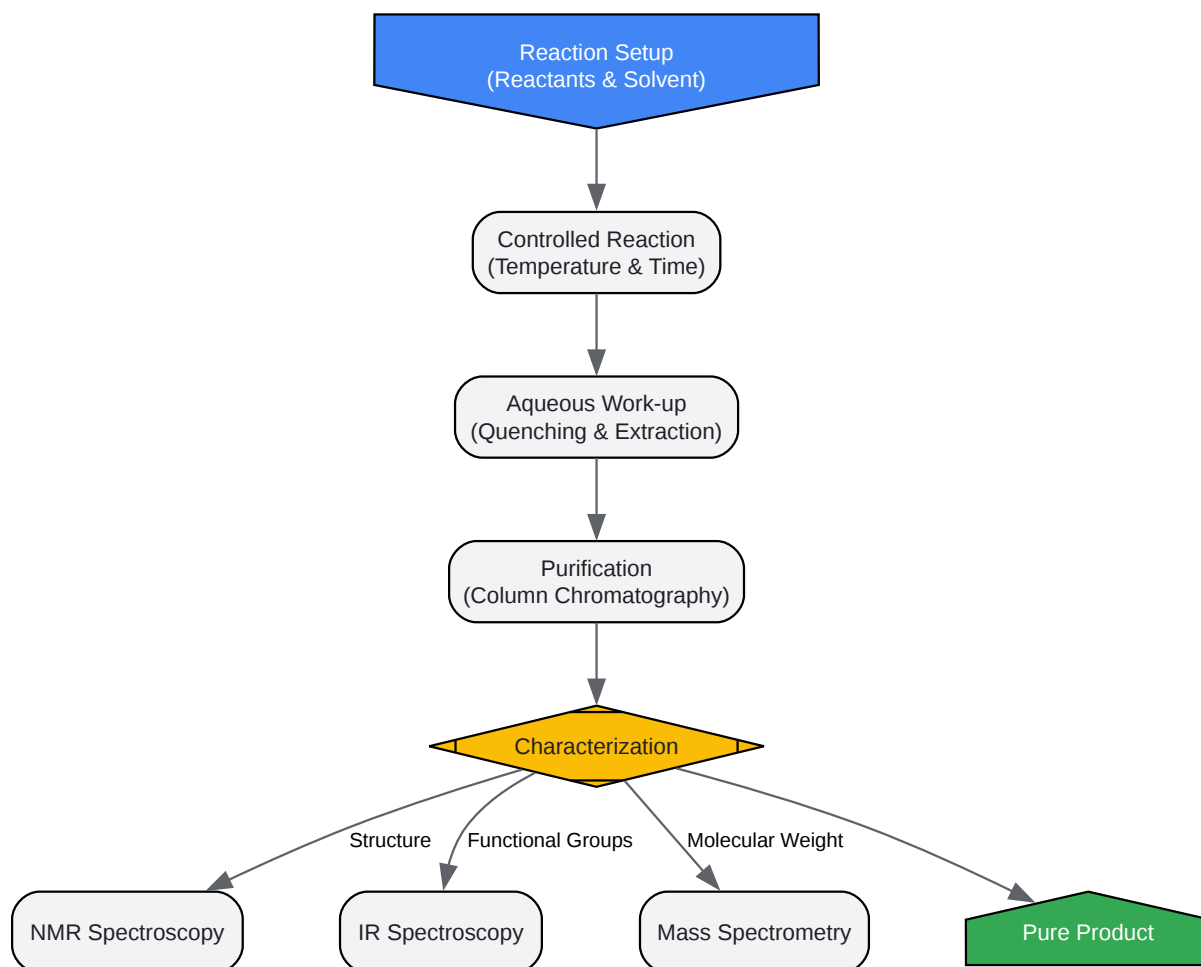 Reaction Setup
(Reactants & Solvent)
Controlled Reaction
(Temperature & Time)
Aqueous Work-up
(Quenching & Extraction)
Purification
(Column Chromatography)
Characterization
Structure
Functional Groups
Molecular Weight
NMR Spectroscopy
IR Spectroscopy
Mass Spectrometry
Pure Product